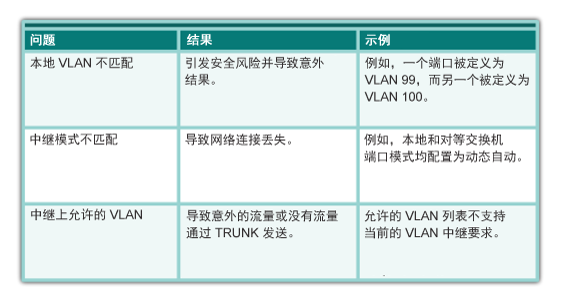 问题 结果 示例
本地 VLAN 不匹配 引发安全风险并导致意外 例如，一个端口被定义为
结果。 VLAN 99，而另一个被定义为
VLAN 100。
中继模式不匹配 导致网络连接丢失。 例如，本地和对等交换机
端口模式均配置为动态自动。
中继上允许的 VLAN 导致意外的流量或没有流量 允许的 VLAN 列表不支持
通过 TRUNK 发送。 当前的 VLAN 中继要求。